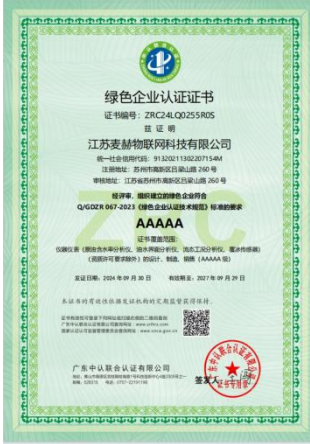 绿色企业认证证书
证书编号：ZRC24LQ0255R0S
兹 证 明
江苏麦赫物联网科技有限公司
统一社会信用代码：91320211302207154M
注册地址：苏州市高新区吕梁山路 260 号
审核地址：江苏省苏州市高新区吕梁山路 260 号
经评审，组织建立的绿色企业符合
Q/GDZR 067-2023《绿色企业认证技术规范》标准的要求
AAAAA
证书覆盖范围：
仪器仪表（原油含水率分析仪、油水界面分析仪、流态工况分析仪、覆冰传感器）
（资质许可要求除外）的设计、制造、销售（AAAAA 级）
发证日期：2024 年 09 月 30 日 有效期至：2027 年 09 月 29 日
本证书的有效性依据发证机构的定期监督获得保持。
广东中认联合认证有限公司
签发人：